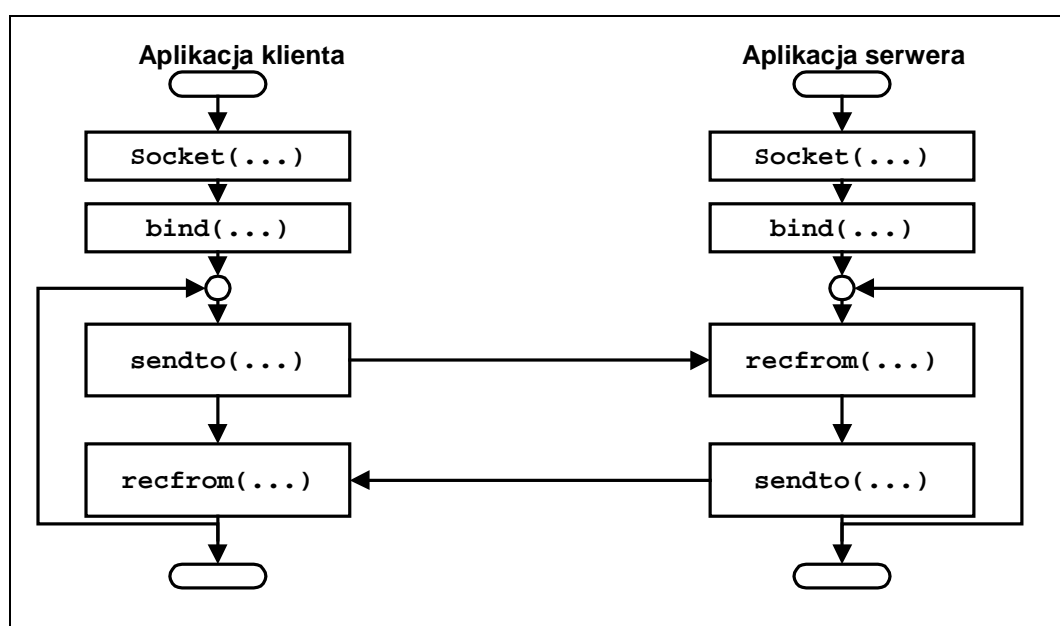 Aplikacja klienta
Socket(...)
bind(...)
sendto(...)
recfrom(...)
Aplikacja serwera
Socket(...)
bind(...)
recfrom(...)
sendto(...)